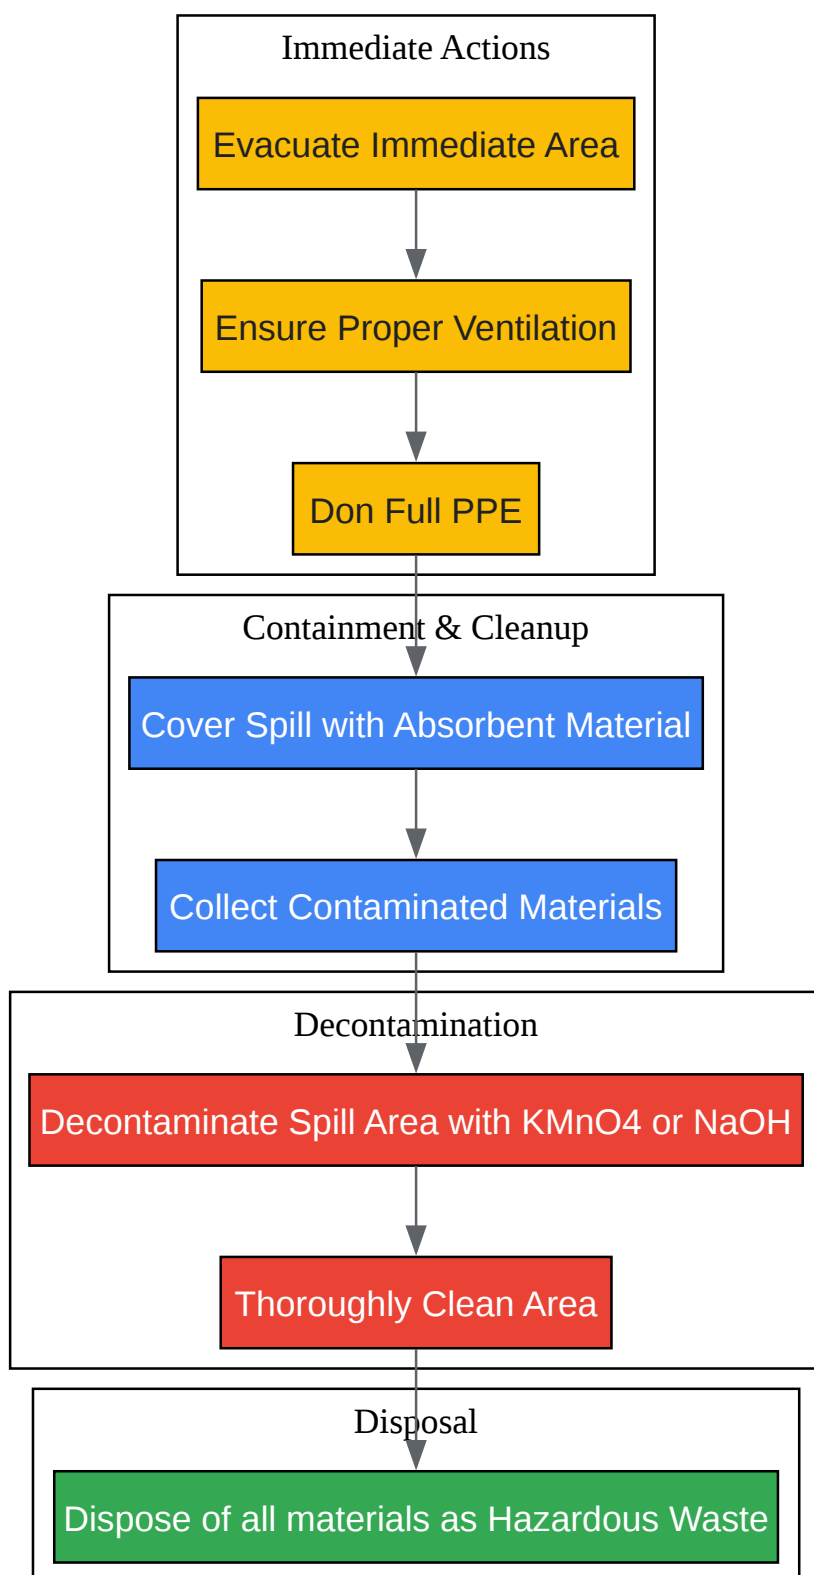 Immediate Actions
Evacuate Immediate Area
Ensure Proper Ventilation
Don Full PPE
Containment & Cleanup
Cover Spill with Absorbent Material
Collect Contaminated Materials
Decontamination
Decontaminate Spill Area with KMnO4 or NaOH
Thoroughly Clean Area
Disposal
Dispose of all materials as Hazardous Waste